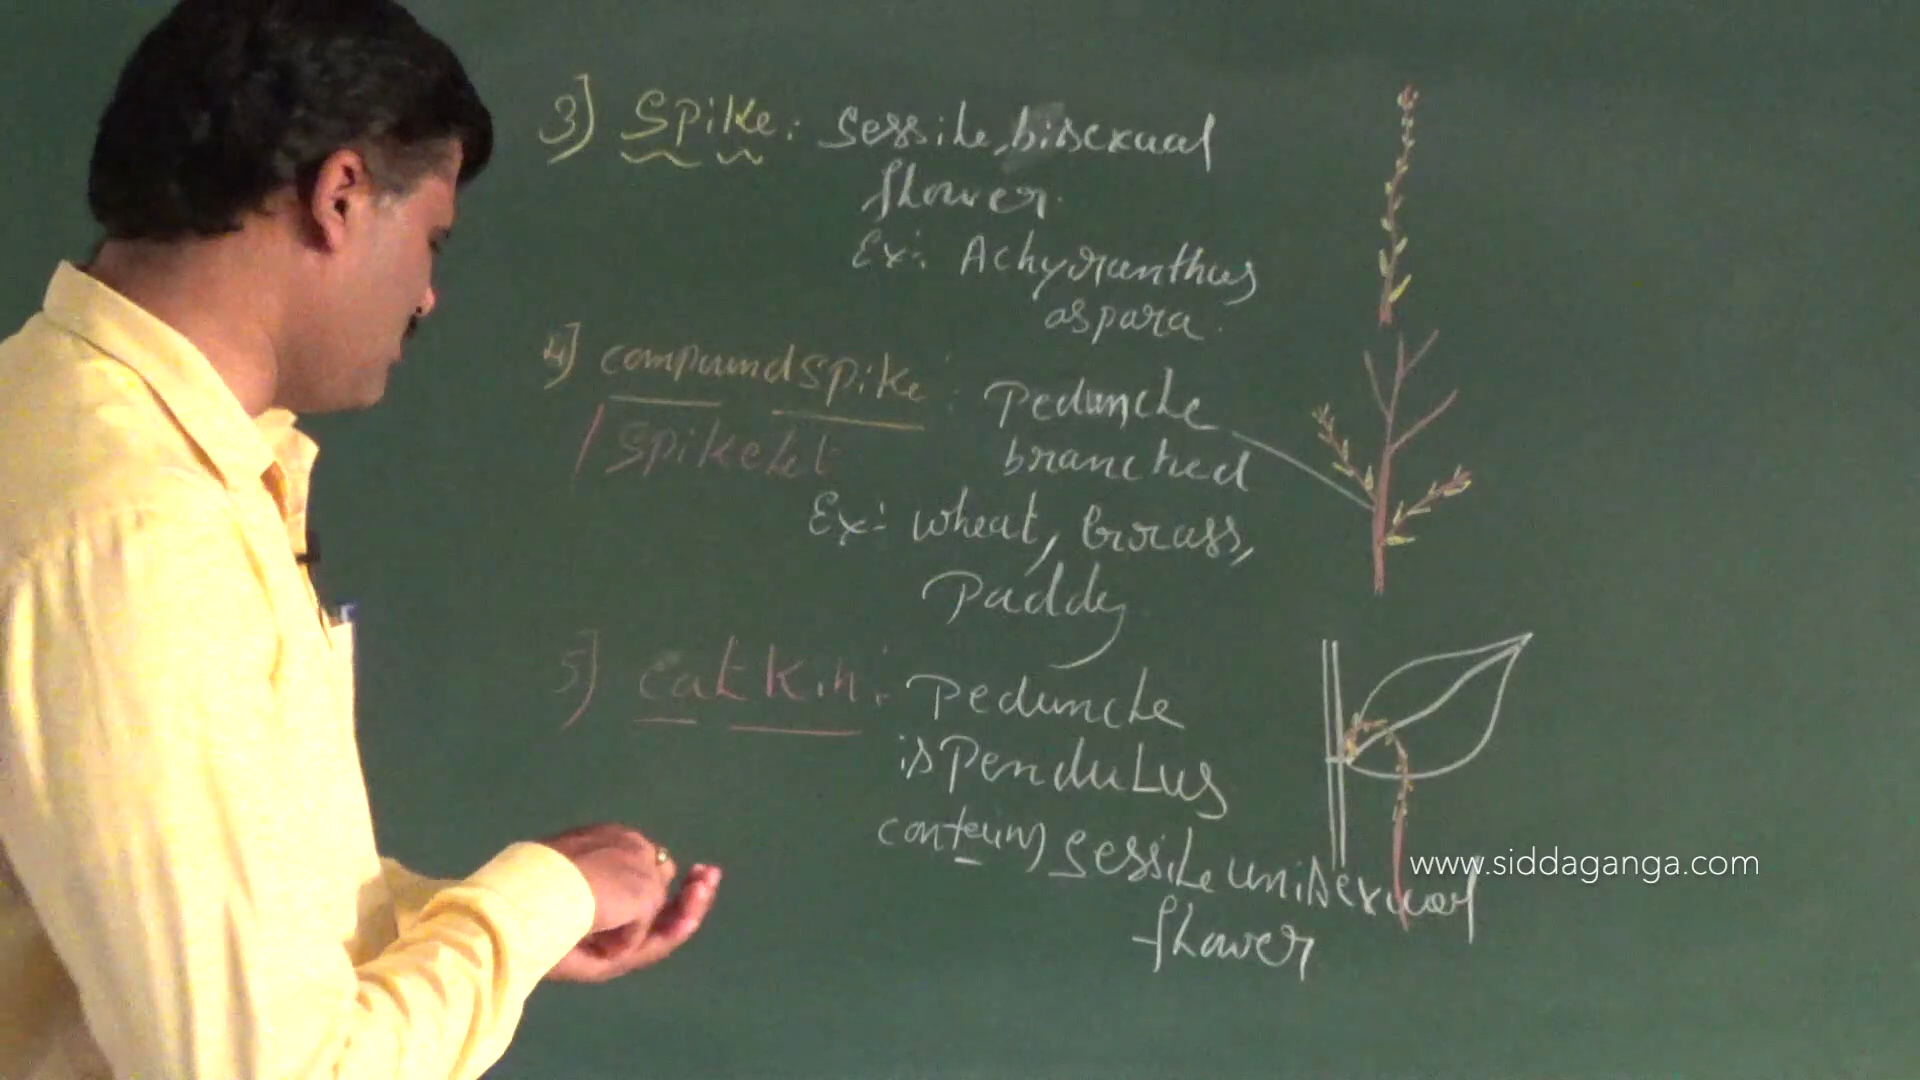 3] Spike: Sessile, bisexual
flower.
Ex: Achyranthus
aspara.
4] compound spike: Peduncle
/ Spikelet branched
Ex: wheat, Grass,
Paddy
5] Catkin: Peduncle
is Pendulus
contains sessile unisexual
flower
www.siddaganga.com